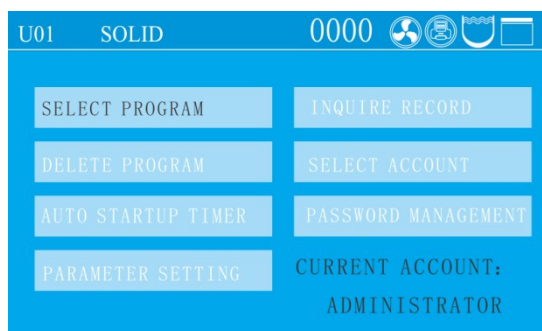 U01 SOLID 0000
SELECT PROGRAM
DELETE PROGRAM
AUTO STARTUP TIMER
PARAMETER SETTING
INQUIRE RECORD
SELECT ACCOUNT
PASSWORD MANAGEMENT
CURRENT ACCOUNT:
ADMINISTRATOR